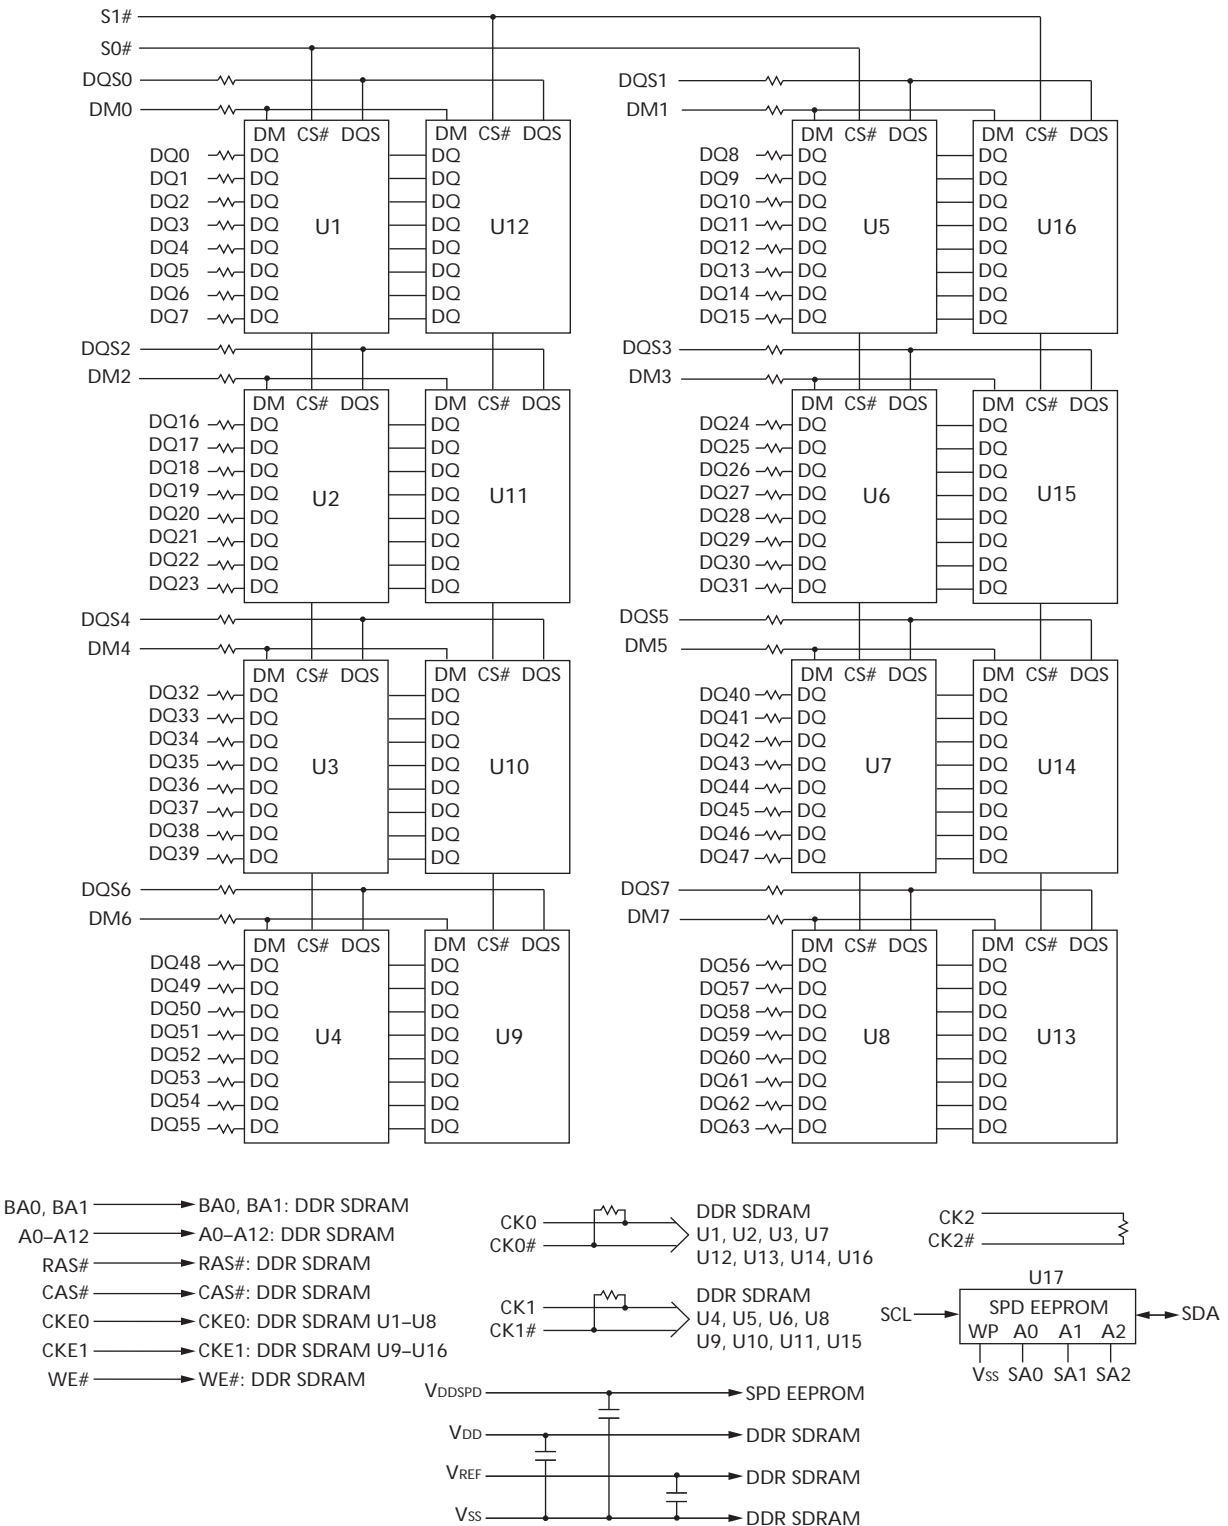 S1#
S0#
DQS0
DM0
DM CS# DQS
DM CS# DQS
DQ0 DQ DQ
DQ1 DQ DQ
DQ2 DQ DQ
DQ3 DQ DQ
U1 U12
DQ4 DQ DQ
DQ5 DQ DQ
DQ6 DQ DQ
DQ7 DQ DQ
DQS1
DM1
DM CS# DQS
DM CS# DQS
DQ8 DQ DQ
DQ9 DQ DQ
DQ10 DQ DQ
DQ11 DQ DQ
U5 U16
DQ12 DQ DQ
DQ13 DQ DQ
DQ14 DQ DQ
DQ15 DQ DQ
DQS2
DM2
DM CS# DQS
DM CS# DQS
DQ16 DQ DQ
DQ17 DQ DQ
DQ18 DQ DQ
DQ19 DQ DQ
U2 U11
DQ20 DQ DQ
DQ21 DQ DQ
DQ22 DQ DQ
DQ23 DQ DQ
DQS3
DM3
DM CS# DQS
DM CS# DQS
DQ24 DQ DQ
DQ25 DQ DQ
DQ26 DQ DQ
DQ27 DQ DQ
U6 U15
DQ28 DQ DQ
DQ29 DQ DQ
DQ30 DQ DQ
DQ31 DQ DQ
DQS4
DM4
DM CS# DQS
DM CS# DQS
DQ32 DQ DQ
DQ33 DQ DQ
DQ34 DQ DQ
DQ35 DQ DQ
U3 U10
DQ36 DQ DQ
DQ37 DQ DQ
DQ38 DQ DQ
DQ39 DQ DQ
DQS5
DM5
DM CS# DQS
DM CS# DQS
DQ40 DQ DQ
DQ41 DQ DQ
DQ42 DQ DQ
DQ43 DQ DQ
U7 U14
DQ44 DQ DQ
DQ45 DQ DQ
DQ46 DQ DQ
DQ47 DQ DQ
DQS6
DM6
DM CS# DQS
DM CS# DQS
DQ48 DQ DQ
DQ49 DQ DQ
DQ50 DQ DQ
DQ51 DQ DQ
U4 U9
DQ52 DQ DQ
DQ53 DQ DQ
DQ54 DQ DQ
DQ55 DQ DQ
DQS7
DM7
DM CS# DQS
DM CS# DQS
DQ56 DQ DQ
DQ57 DQ DQ
DQ58 DQ DQ
DQ59 DQ DQ
U8 U13
DQ60 DQ DQ
DQ61 DQ DQ
DQ62 DQ DQ
DQ63 DQ DQ
BA0, BA1 BA0, BA1: DDR SDRAM
A0–A12 A0–A12: DDR SDRAM
RAS# RAS#: DDR SDRAM
CAS# CAS#: DDR SDRAM
CKE0 CKE0: DDR SDRAM U1–U8
CKE1 CKE1: DDR SDRAM U9–U16
WE# WE#: DDR SDRAM
CK0
CK0#
DDR SDRAM
U1, U2, U3, U7
U12, U13, U14, U16
CK1
CK1#
DDR SDRAM
U4, U5, U6, U8
U9, U10, U11, U15
CK2
CK2#
U17
SCL SPD EEPROM SDA
WP A0 A1 A2
Vss SA0 SA1 SA2
VDDSPD SPD EEPROM
VDD DDR SDRAM
VREF DDR SDRAM
Vss DDR SDRAM